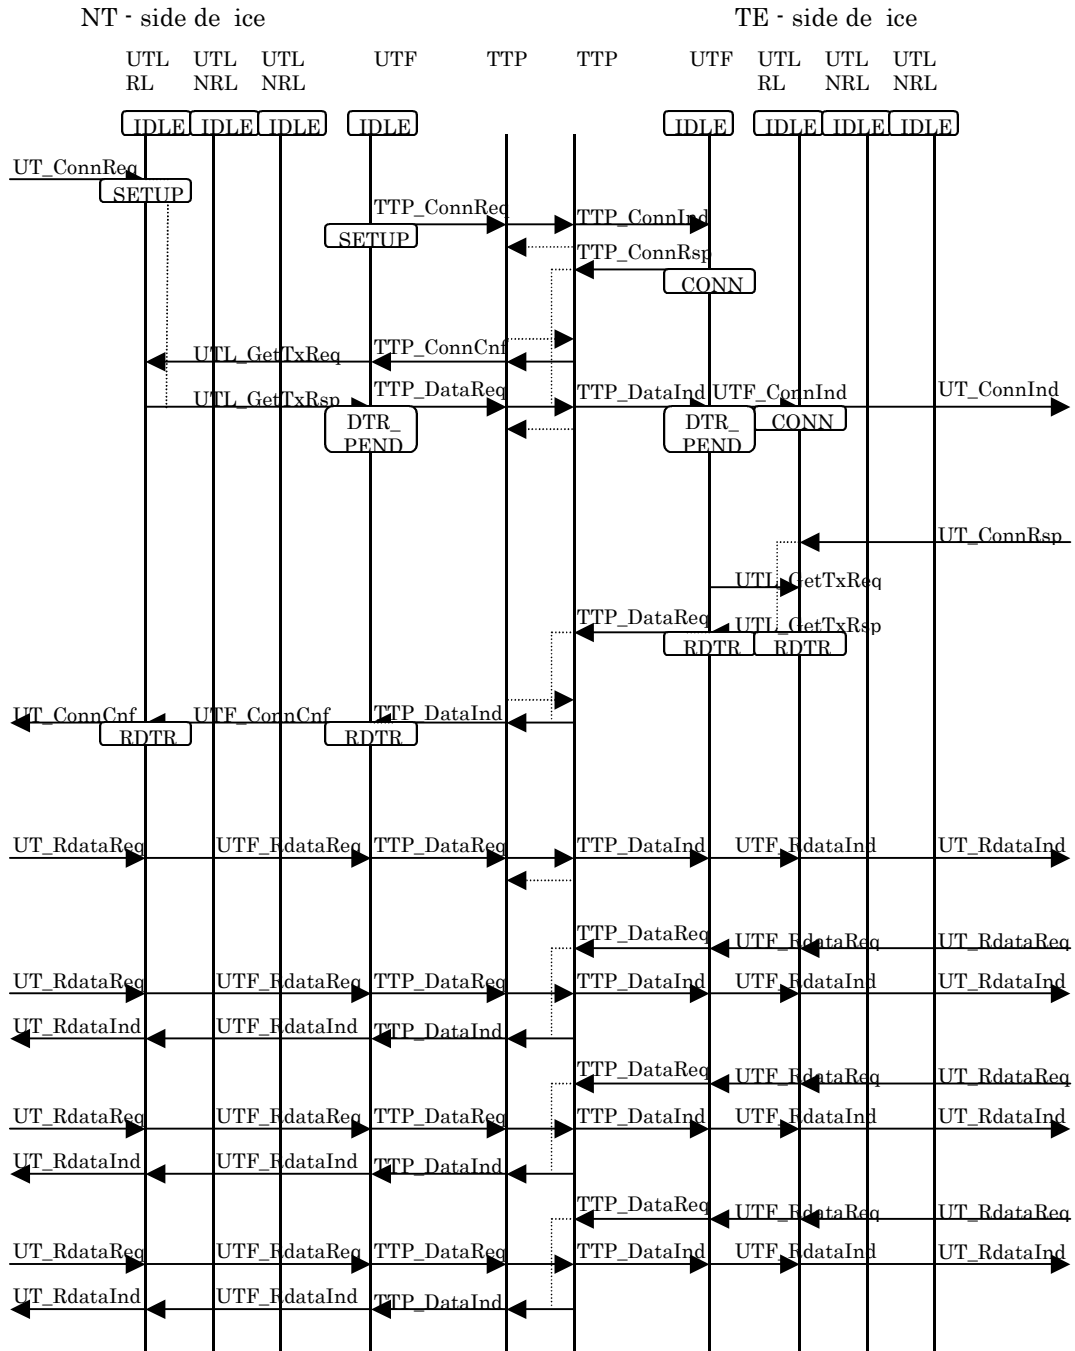 NT - side de ice TE - side de ice
UTL UTL UTL UTF TTP TTP UTF UTL UTL UTL
RL NRL NRL RL NRL NRL
IDLE IDLE IDLE IDLE IDLE IDLE IDLE IDLE
UT_ConnReq
SETUP
TTP_ConnReq TTP_ConnInd
SETUP
TTP_ConnRsp
CONN
UTL_GetTxReq TTP_ConnCnf
UTL_GetTxRsp TTP_DataReq TTP_DataInd UTF_ConnInd UT_ConnInd
DTR_ DTR_ CONN
PEND PEND
UT_ConnRsp
UTL_GetTxReq
TTP_DataReq UTL_GetTxRsp
RDTR RDTR
UT_ConnCnf UTF_ConnCnf TTP_DataInd
RDTR RDTR
UT_RdataReq UTF_RdataReq TTP_DataReq TTP_DataInd UTF_RdataInd UT_RdataInd
TTP_DataReq UTF_RdataReq UT_RdataReq
UT_RdataReq UTF_RdataReq TTP_DataReq TTP_DataInd UTF_RdataInd UT_RdataInd
UT_RdataInd UTF_RdataInd TTP_DataInd
TTP_DataReq UTF_RdataReq UT_RdataReq
UT_RdataReq UTF_RdataReq TTP_DataReq TTP_DataInd UTF_RdataInd UT_RdataInd
UT_RdataInd UTF_RdataInd TTP_DataInd
TTP_DataReq UTF_RdataReq UT_RdataReq
UT_RdataReq UTF_RdataReq TTP_DataReq TTP_DataInd UTF_RdataInd UT_RdataInd
UT_RdataInd UTF_RdataInd TTP_DataInd